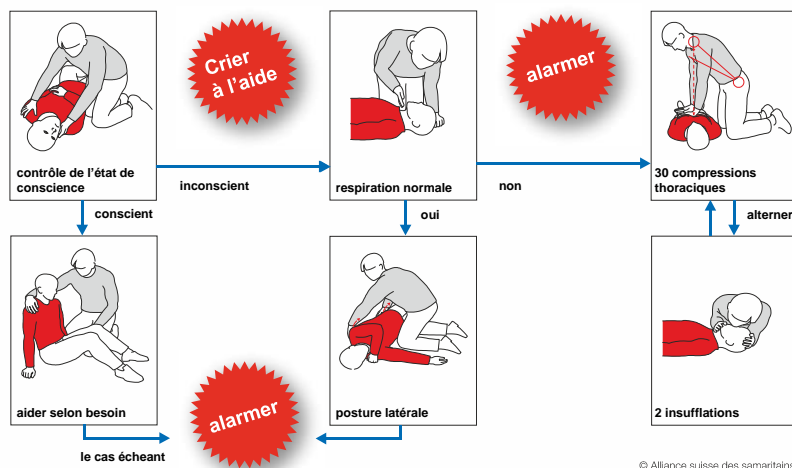 Crier
à l'aide
alarmer
contrôle de l'état de
conscience
inconscient
respiration normale
non
30 compressions
thoraciques
conscient
oui
alterner
aider selon besoin
alarmer
posture latérale
2 insufflations
le cas écheant
© Alliance suisse des samaritains